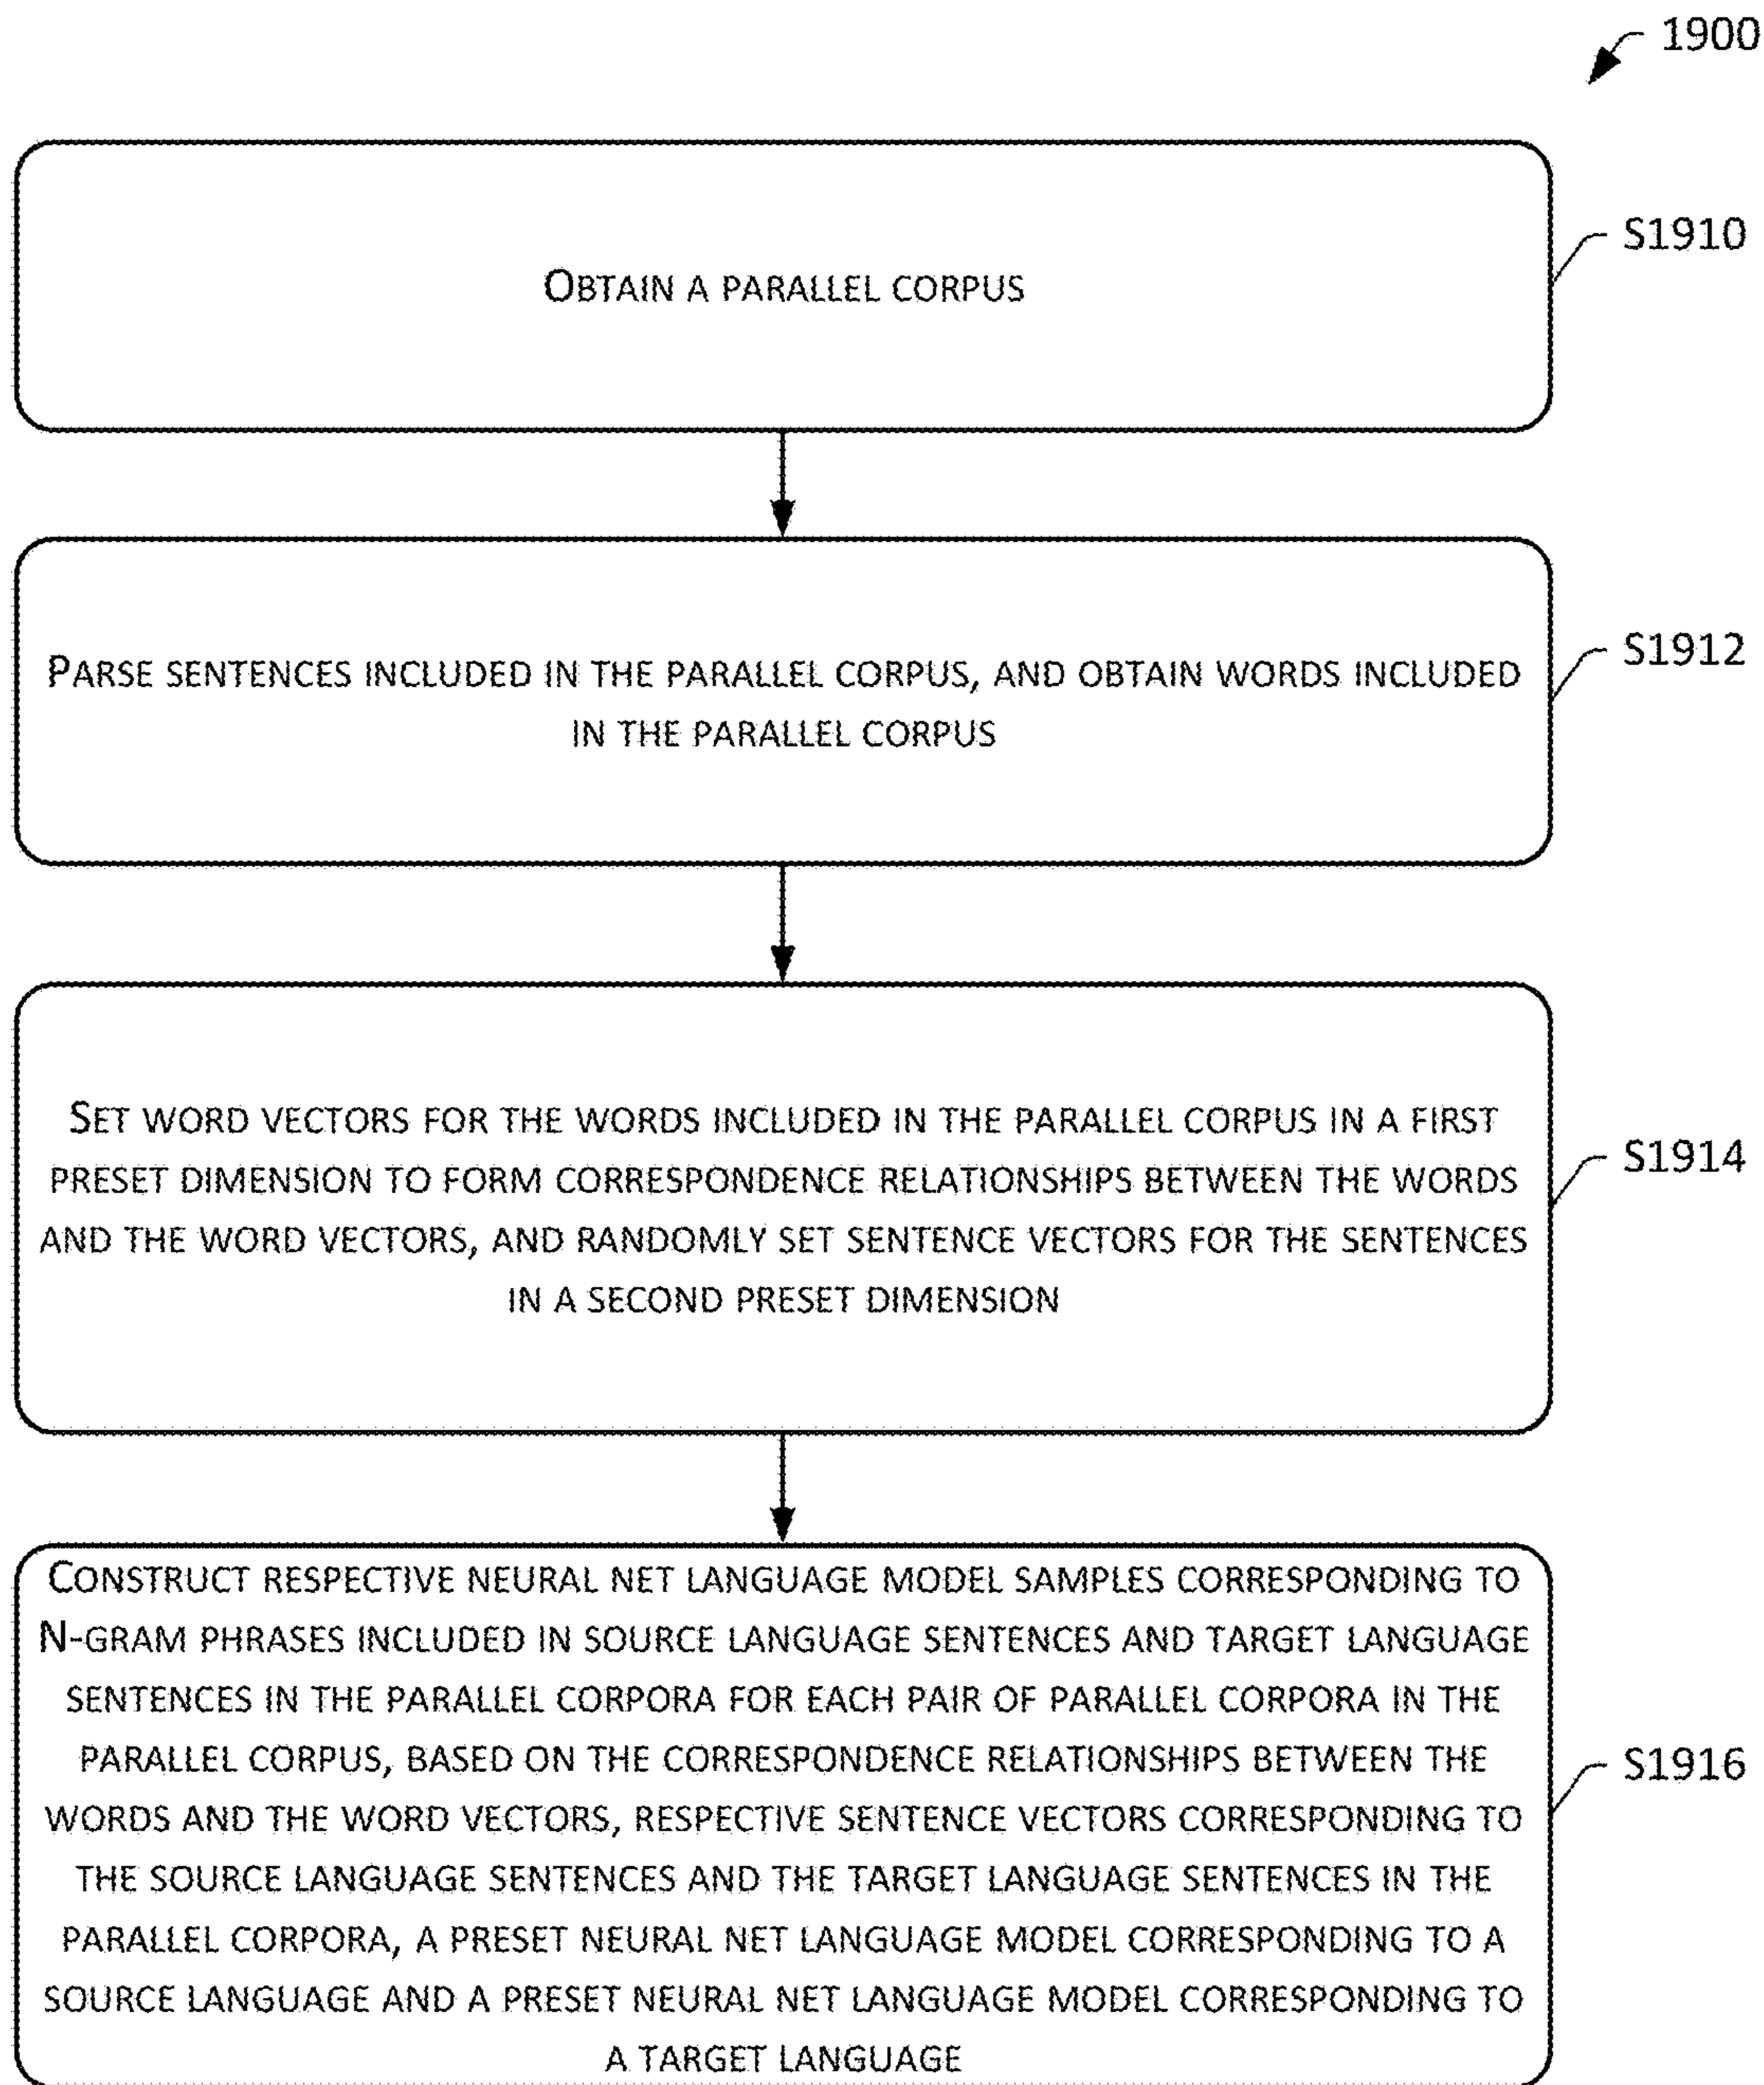 1900
OBTAIN A PARALLEL CORPUS
S1910
PARSE SENTENCES INCLUDED IN THE PARALLEL CORPUS, AND OBTAIN WORDS INCLUDED
IN THE PARALLEL CORPUS
S1912
SET WORD VECTORS FOR THE WORDS INCLUDED IN THE PARALLEL CORPUS IN A FIRST
PRESET DIMENSION TO FORM CORRESPONDENCE RELATIONSHIPS BETWEEN THE WORDS
AND THE WORD VECTORS, AND RANDOMLY SET SENTENCE VECTORS FOR THE SENTENCES
IN A SECOND PRESET DIMENSION
S1914
CONSTRUCT RESPECTIVE NEURAL NET LANGUAGE MODEL SAMPLES CORRESPONDING TO
N-GRAM PHRASES INCLUDED IN SOURCE LANGUAGE SENTENCES AND TARGET LANGUAGE
SENTENCES IN THE PARALLEL CORPORA FOR EACH PAIR OF PARALLEL CORPORA IN THE
PARALLEL CORPUS, BASED ON THE CORRESPONDENCE RELATIONSHIPS BETWEEN THE
WORDS AND THE WORD VECTORS, RESPECTIVE SENTENCE VECTORS CORRESPONDING TO
THE SOURCE LANGUAGE SENTENCES AND THE TARGET LANGUAGE SENTENCES IN THE
PARALLEL CORPORA, A PRESET NEURAL NET LANGUAGE MODEL CORRESPONDING TO A
SOURCE LANGUAGE AND A PRESET NEURAL NET LANGUAGE MODEL CORRESPONDING TO
A TARGET LANGUAGE
S1916